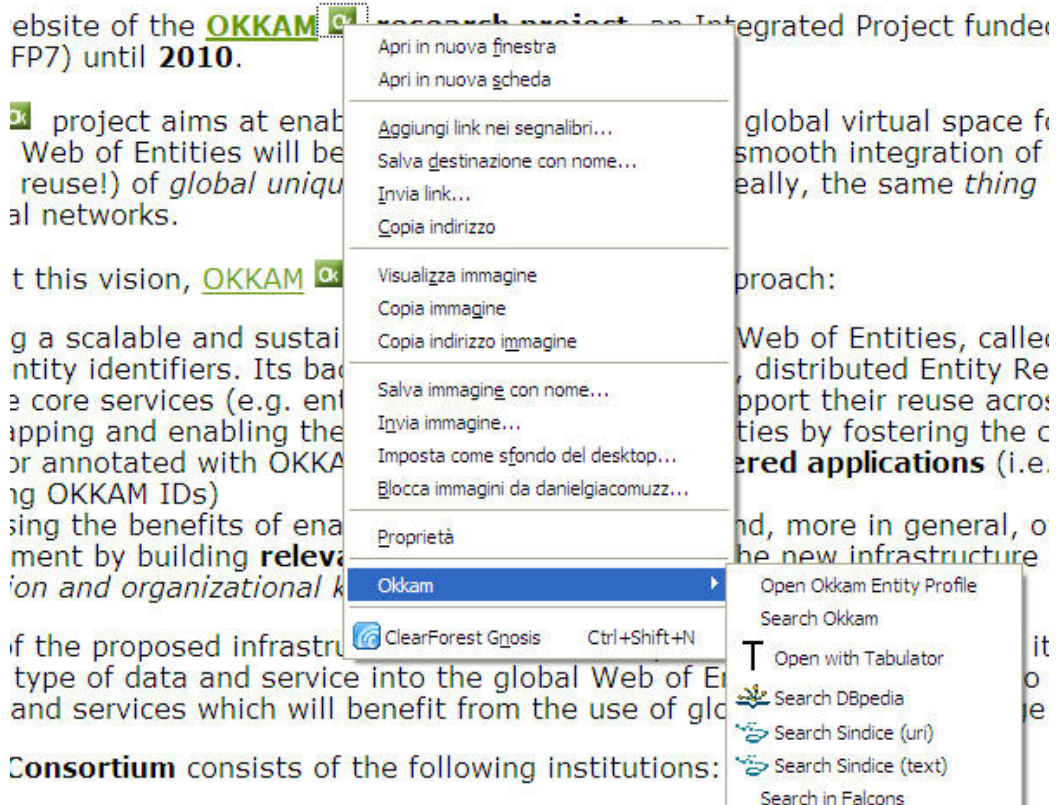 ebsite of the OKKAM Ok research project, an Integrated Project funded
FP7) until 2010.
Ok project aims at enab
global virtual space fo
Web of Entities will be
smooth integration of
reuse!) of global uniqu
eally, the same thing
al networks.
t this vision, OKKAM Ok
proach:
g a scalable and sustai
Web of Entities, called
ntity identifiers. Its bac
, distributed Entity Re
e core services (e.g. ent
pport their reuse acros
apping and enabling the
ties by fostering the c
or annotated with OKKA
ered applications (i.e.
ng OKKAM IDs)
sing the benefits of ena
nd, more in general, o
ment by building releva
he new infrastructure
ion and organizational k
f the proposed infrastru
it
type of data and service into the global Web of En
o
and services which will benefit from the use of glo
ge
Consortium consists of the following institutions:
Apri in nuova finestra
Apri in nuova scheda
Aggiungi link nei segnalibri...
Salva destinazione con nome...
Invia link...
Copia indirizzo
Visualizza immagine
Copia immagine
Copia indirizzo immagine
Salva immagine con nome...
Invia immagine...
Imposta come sfondo del desktop...
Blocca immagini da danielgiacomuzz...
Proprietà
Okkam
ClearForest Gnosis Ctrl+Shift+N
Open Okkam Entity Profile
Search Okkam
T Open with Tabulator
Search DBpedia
Search Sindice (uri)
Search Sindice (text)
Search in Falcons